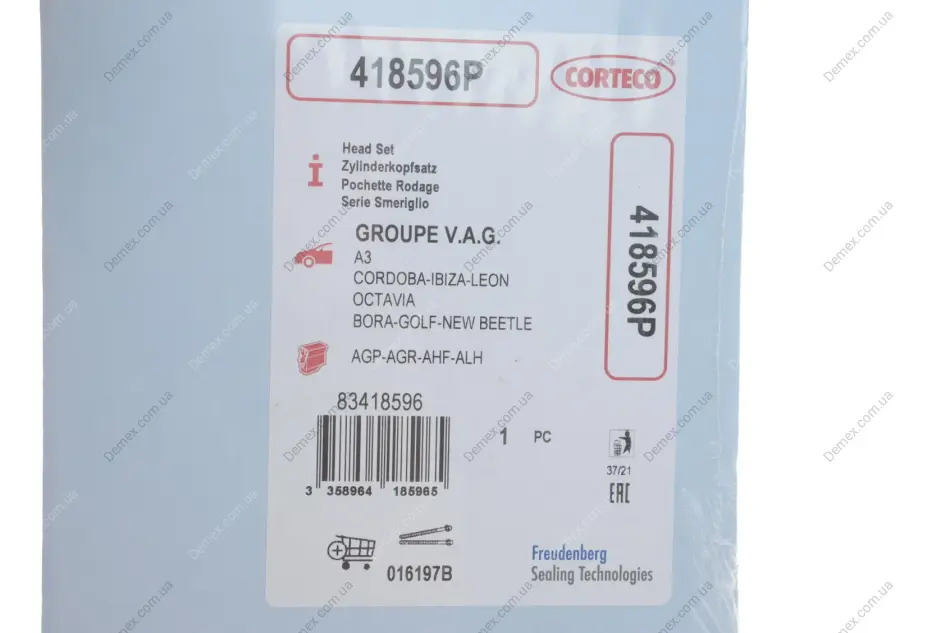 418596P
CORTECO
Head Set
Zylinderkopfsatz
Pochette Rodage
Serie Smeriglio
GROUPE V.A.G.
A3
CORDOBA-IBIZA-LEON
OCTAVIA
BORA-GOLF-NEW BEETLE
AGP-AGR-AHF-ALH
418596P
83418596
3 358964 185965
1 PC
37/21
EAC
016197B
Freudenberg
Sealing Technologies
Demex.com.ua